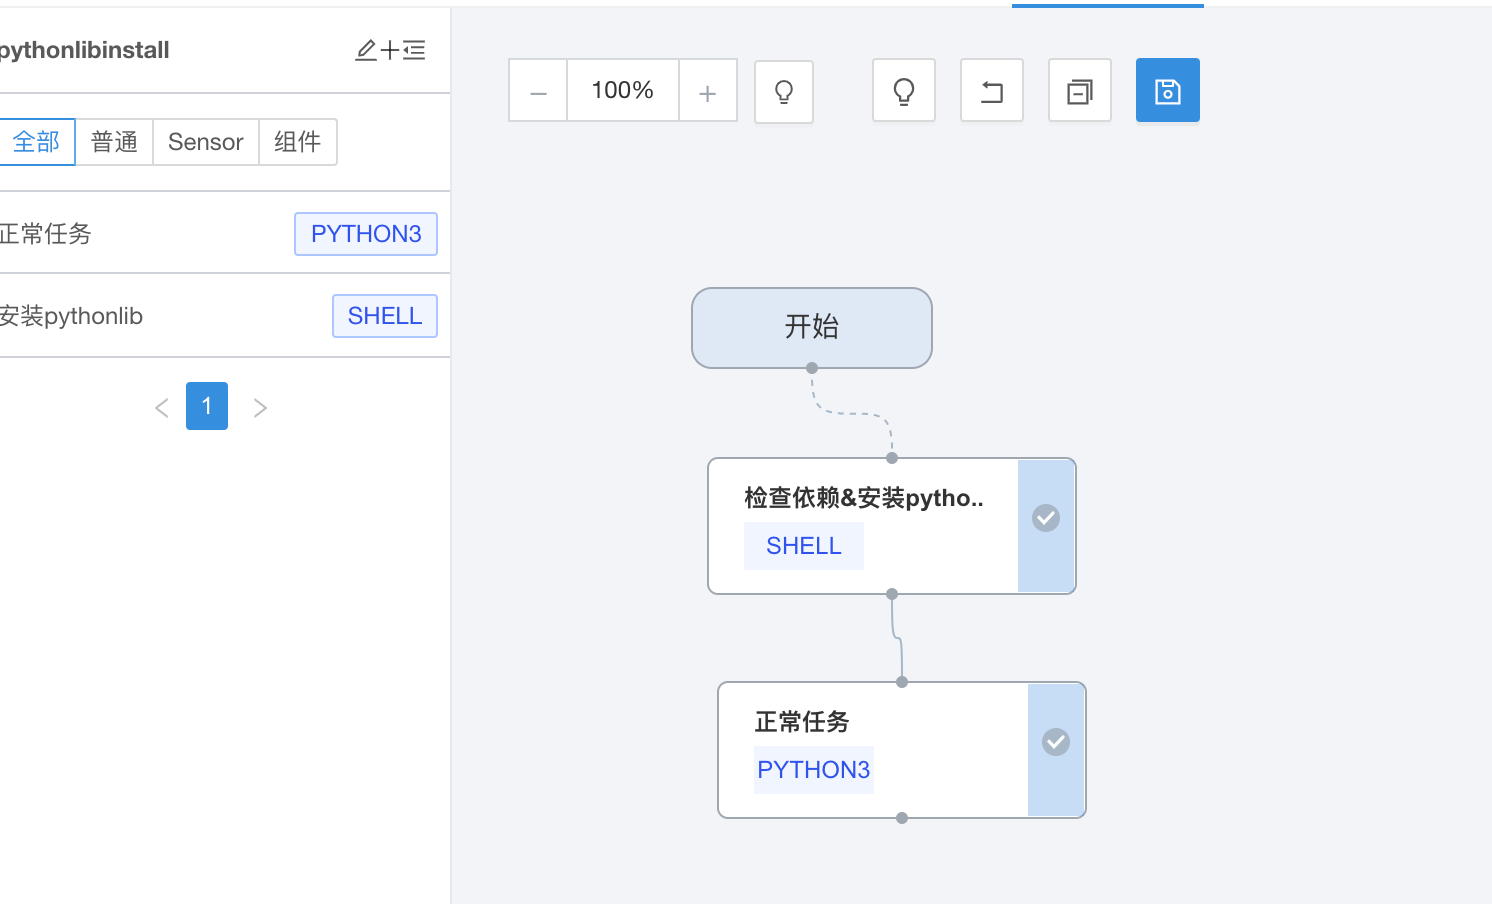 pythonlibinstall
全部 普通 Sensor 组件
正常任务 PYTHON3
安装pythonlib SHELL
1
100%
开始
检查依赖&安装pytho..
SHELL
正常任务
PYTHON3